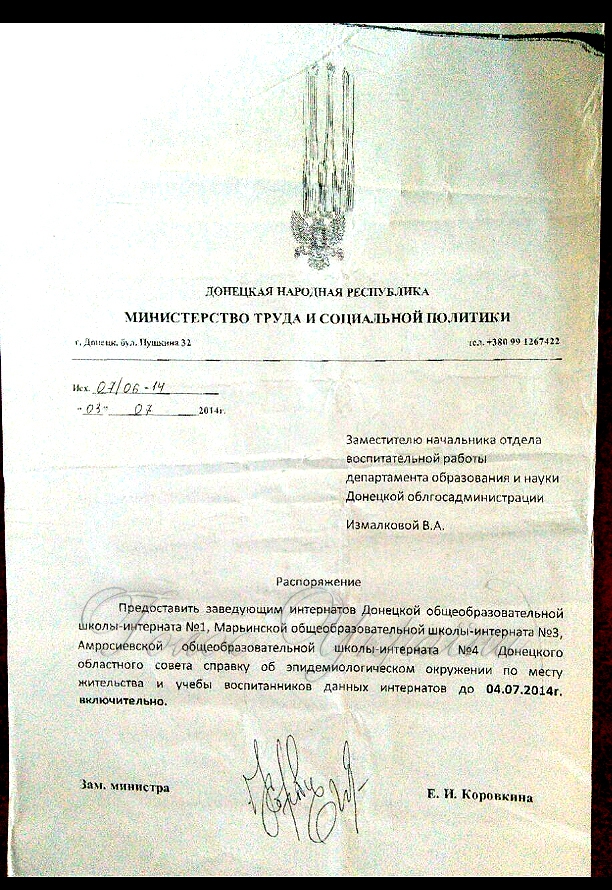 ДОНЕЦКАЯ НАРОДНАЯ РЕСПУБЛИКА
МИНИСТЕРСТВО ТРУДА И СОЦИАЛЬНОЙ ПОЛИТИКИ
г. Донецк, бул. Пушкина 32 тел. +380 99 1267422
Исх. 07/06-14
"03" 07 2014г.
Заместителю начальника отдела
воспитательной работы
департамента образования и науки
Донецкой облгосадминистрации
Измалковой В.А.
Распоряжение
Предоставить заведующим интернатов Донецкой общеобразовательной
школы-интерната №1, Марьинской общеобразовательной школы-интерната №3,
Амросиевской общеобразовательной школы-интерната №4 Донецкого
областного совета справку об эпидемиологическом окружении по месту
жительства и учебы воспитанников данных интернатов до 04.07.2014г.
включительно.
Зам. министра Е. И. Коровкина